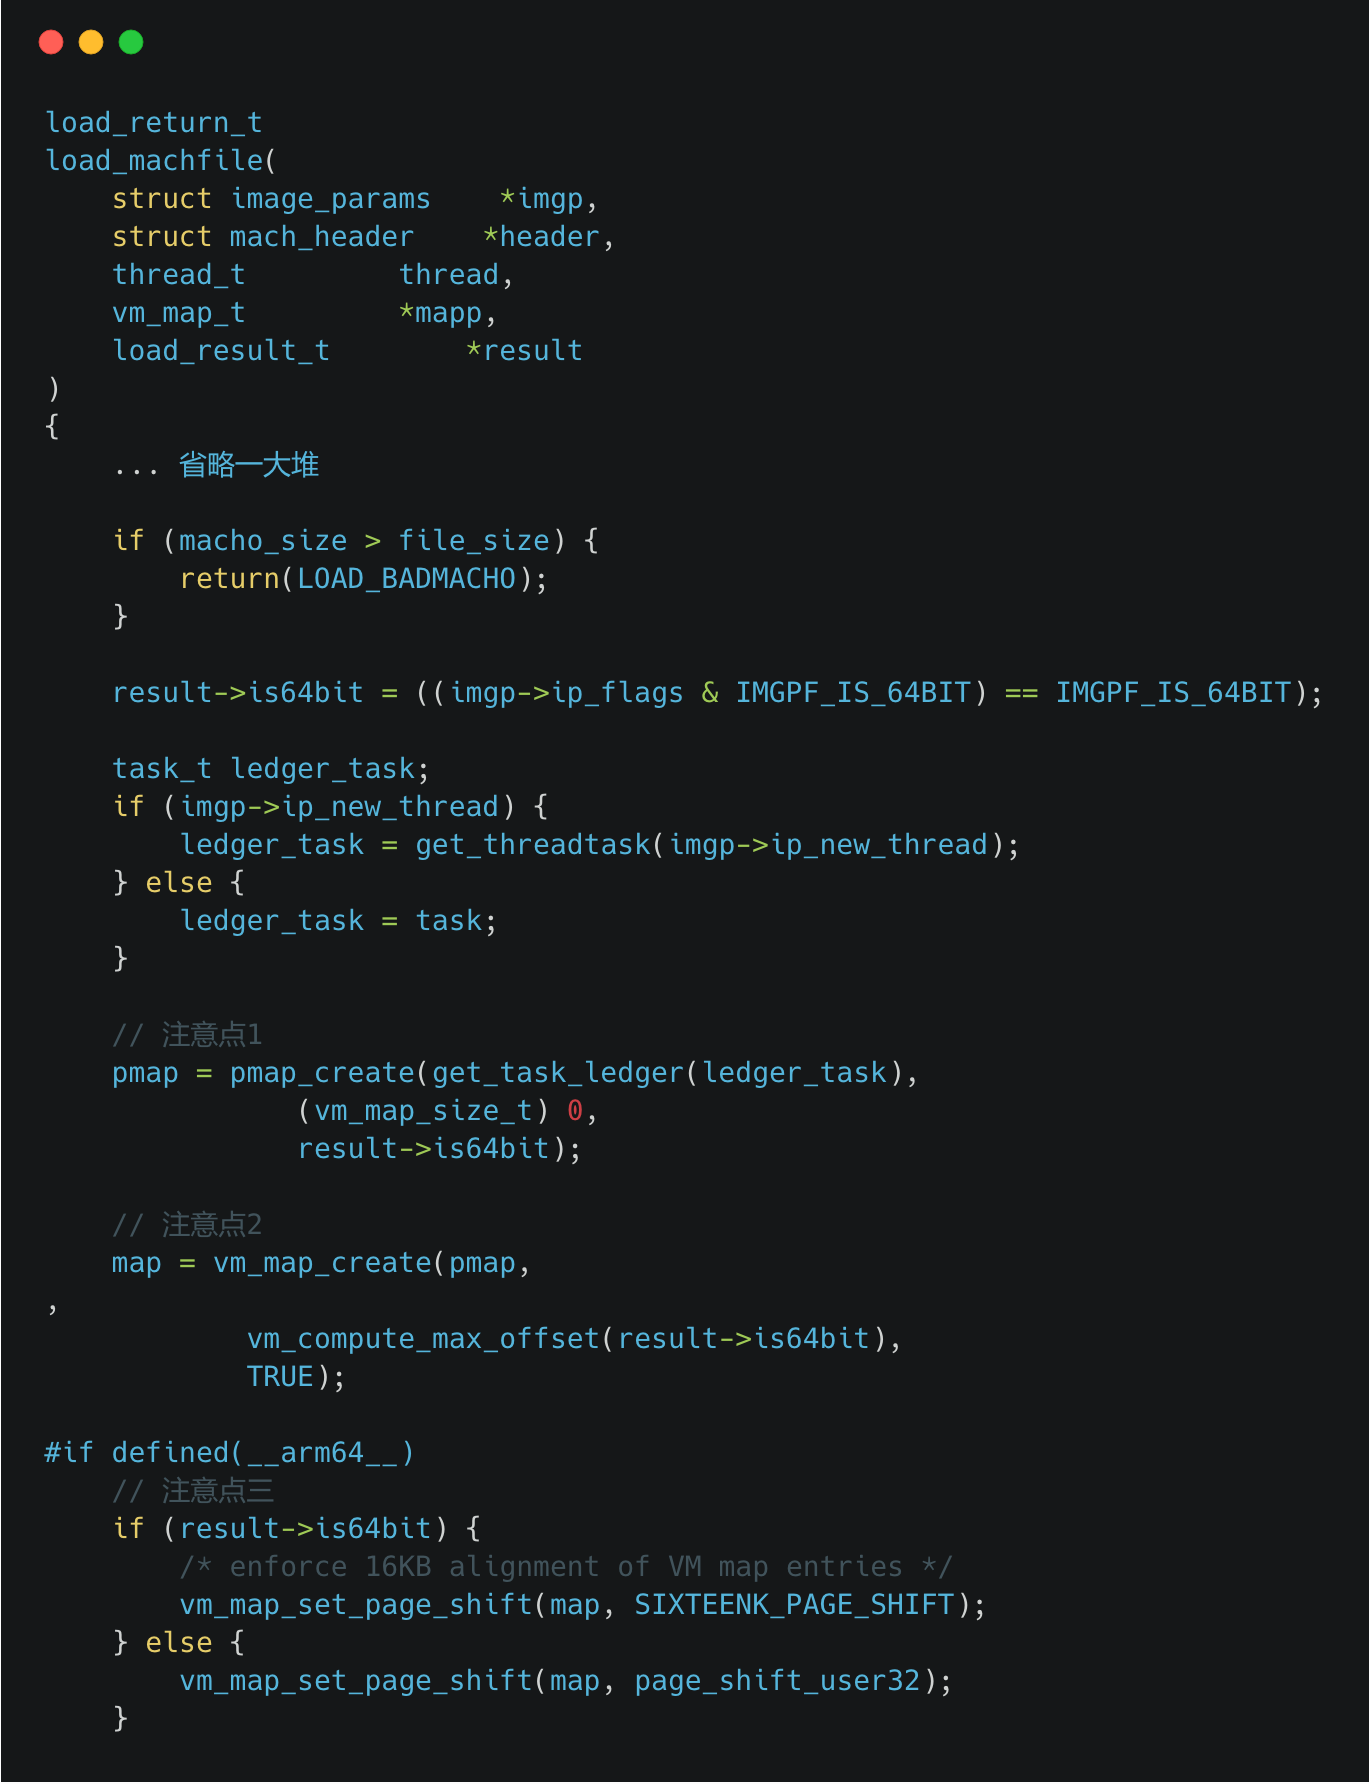 load_return_t
load_machfile(
    struct image_params    *imgp,
    struct mach_header    *header,
    thread_t         thread,
    vm_map_t         *mapp,
    load_result_t        *result
)
{
    ... 省略一大堆

    if (macho_size > file_size) {
        return(LOAD_BADMACHO);
    }

    result->is64bit = ((imgp->ip_flags & IMGPF_IS_64BIT) == IMGPF_IS_64BIT);

    task_t ledger_task;
    if (imgp->ip_new_thread) {
        ledger_task = get_threadtask(imgp->ip_new_thread);
    } else {
        ledger_task = task;
    }

    // 注意点1
    pmap = pmap_create(get_task_ledger(ledger_task),
               (vm_map_size_t) 0,
               result->is64bit);

    // 注意点2
    map = vm_map_create(pmap,
,
            vm_compute_max_offset(result->is64bit),
            TRUE);

#if defined(__arm64__)
    // 注意点三
    if (result->is64bit) {
        /* enforce 16KB alignment of VM map entries */
        vm_map_set_page_shift(map, SIXTEENK_PAGE_SHIFT);
    } else {
        vm_map_set_page_shift(map, page_shift_user32);
    }